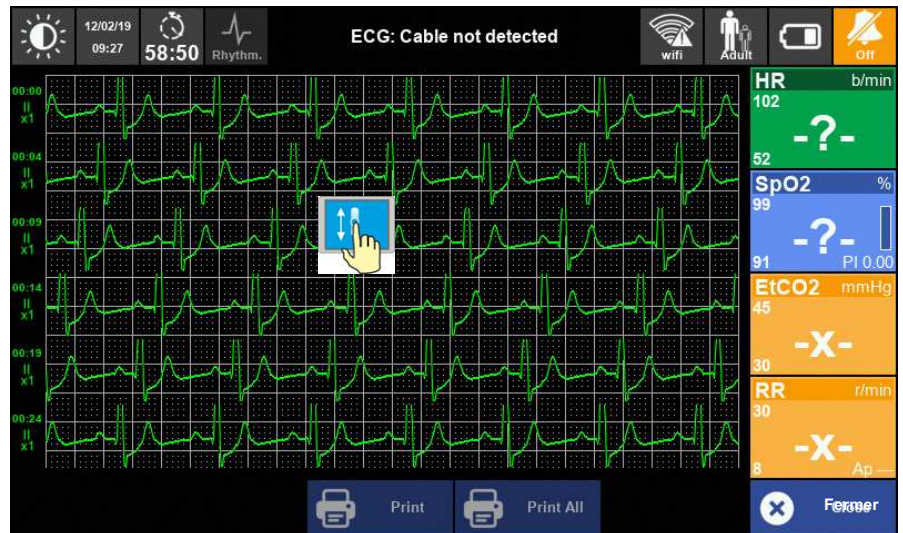 12/02/19
09:27
58:50
Rhythm.
ECG: Cable not detected
wifi
Adult
Off
00:00
II
x1
00:04
II
x1
00:09
II
x1
00:14
II
x1
00:19
II
x1
00:24
II
x1
HR b/min
102
-?-
52
SpO2 %
99
-?-
91 PI 0.00
EtCO2 mmHg
45
-X-
30
RR r/min
30
-X-
8 Ap ---
Print
Print All
Fermer